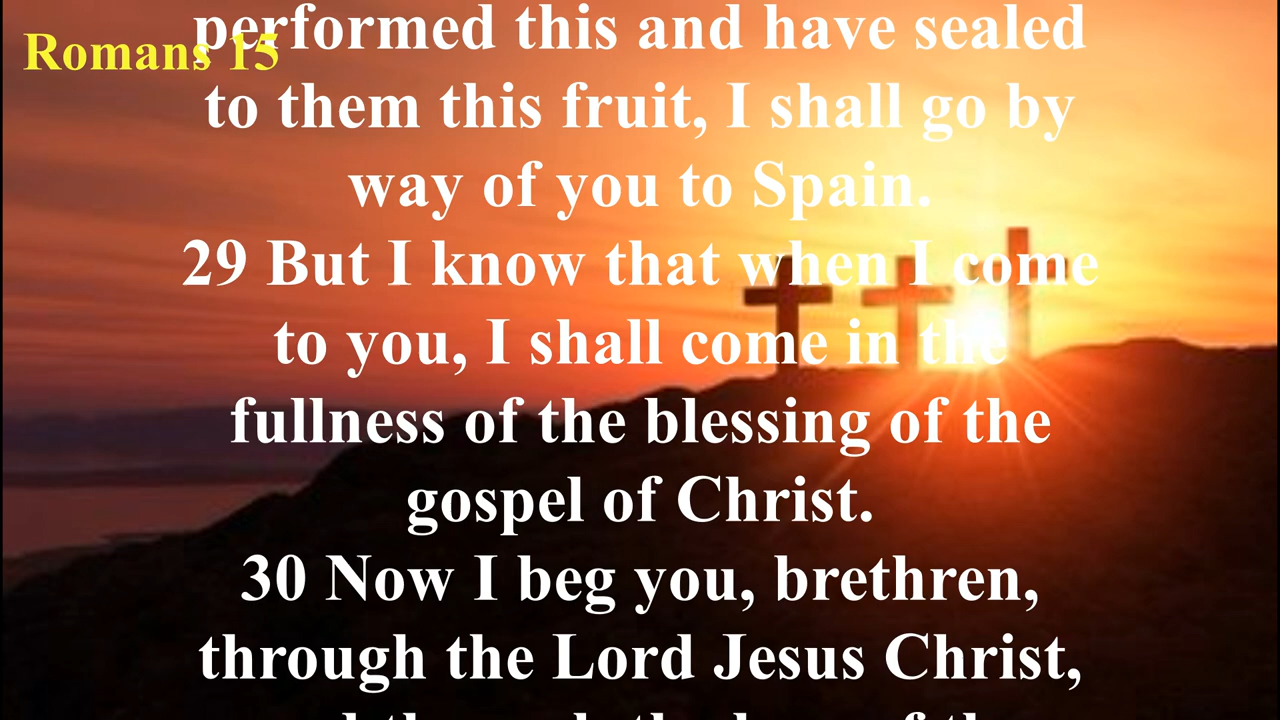 Romans 15
performed this and have sealed
to them this fruit, I shall go by
way of you to Spain.
29 But I know that when I come
to you, I shall come in the
fullness of the blessing of the
gospel of Christ.
30 Now I beg you, brethren,
through the Lord Jesus Christ,